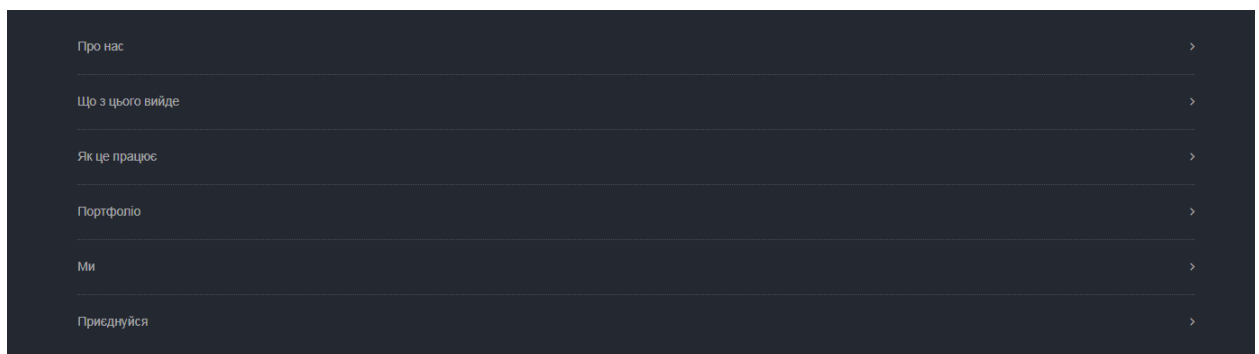 Про нас
Що з цього вийде
Як це працює
Портфоліо
Ми
Приєднуйся